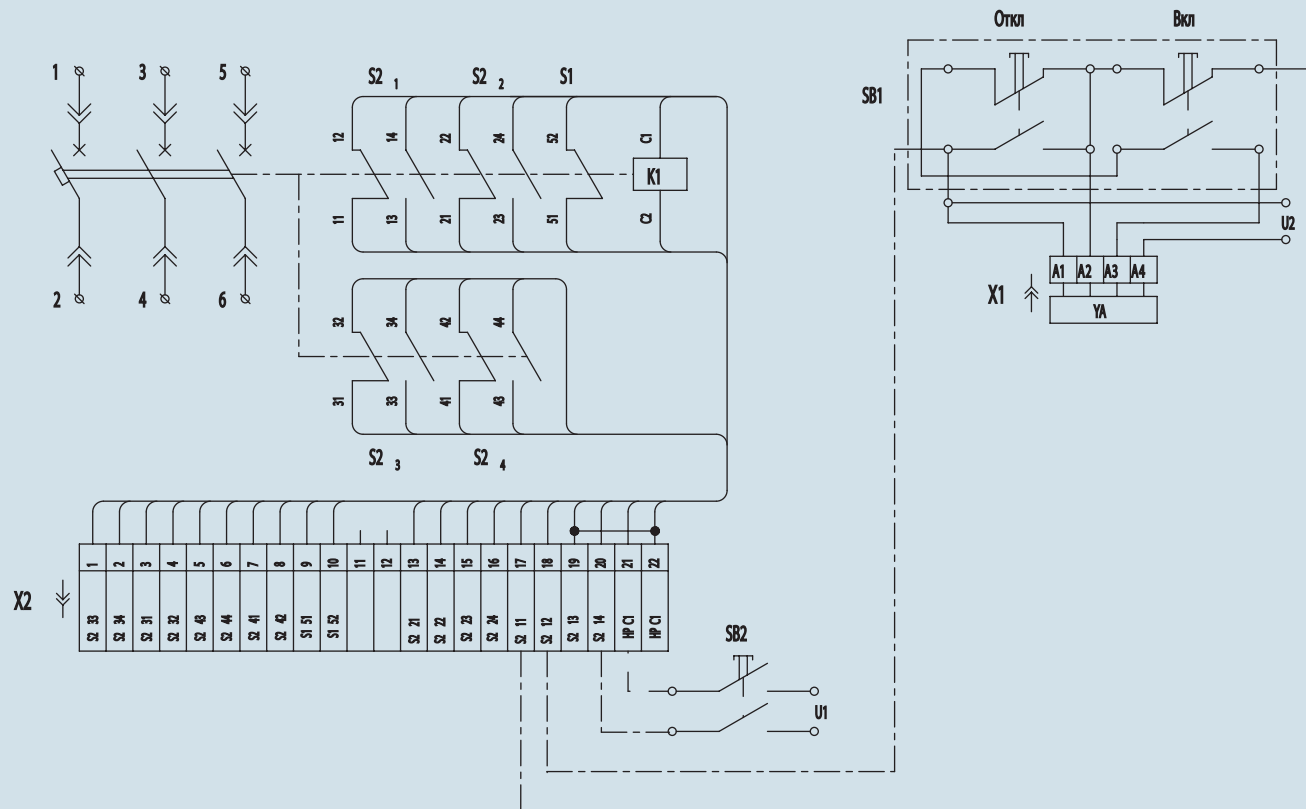 Откл Вкл
1 3 5 S2 1 S2 2 S1
SB1
12 14 22 24 52 C1
K1
11 13 21 23 51 C2
U2
A1 A2 A3 A4
X1
YA
2 4 6
32 34 42 44
31 33 41 43
S2 3 S2 4
1 2 3 4 5 6 7 8 9 10 11 12 13 14 15 16 17 18 19 20 21 22
X2
S2 33 S2 34 S2 31 S2 32 S2 43 S2 44 S2 41 S2 42 S1 51 S1 52 S2 21 S2 22 S2 23 S2 24 S2 11 S2 12 S2 13 S2 14 HP C1 HP C1
SB2
U1